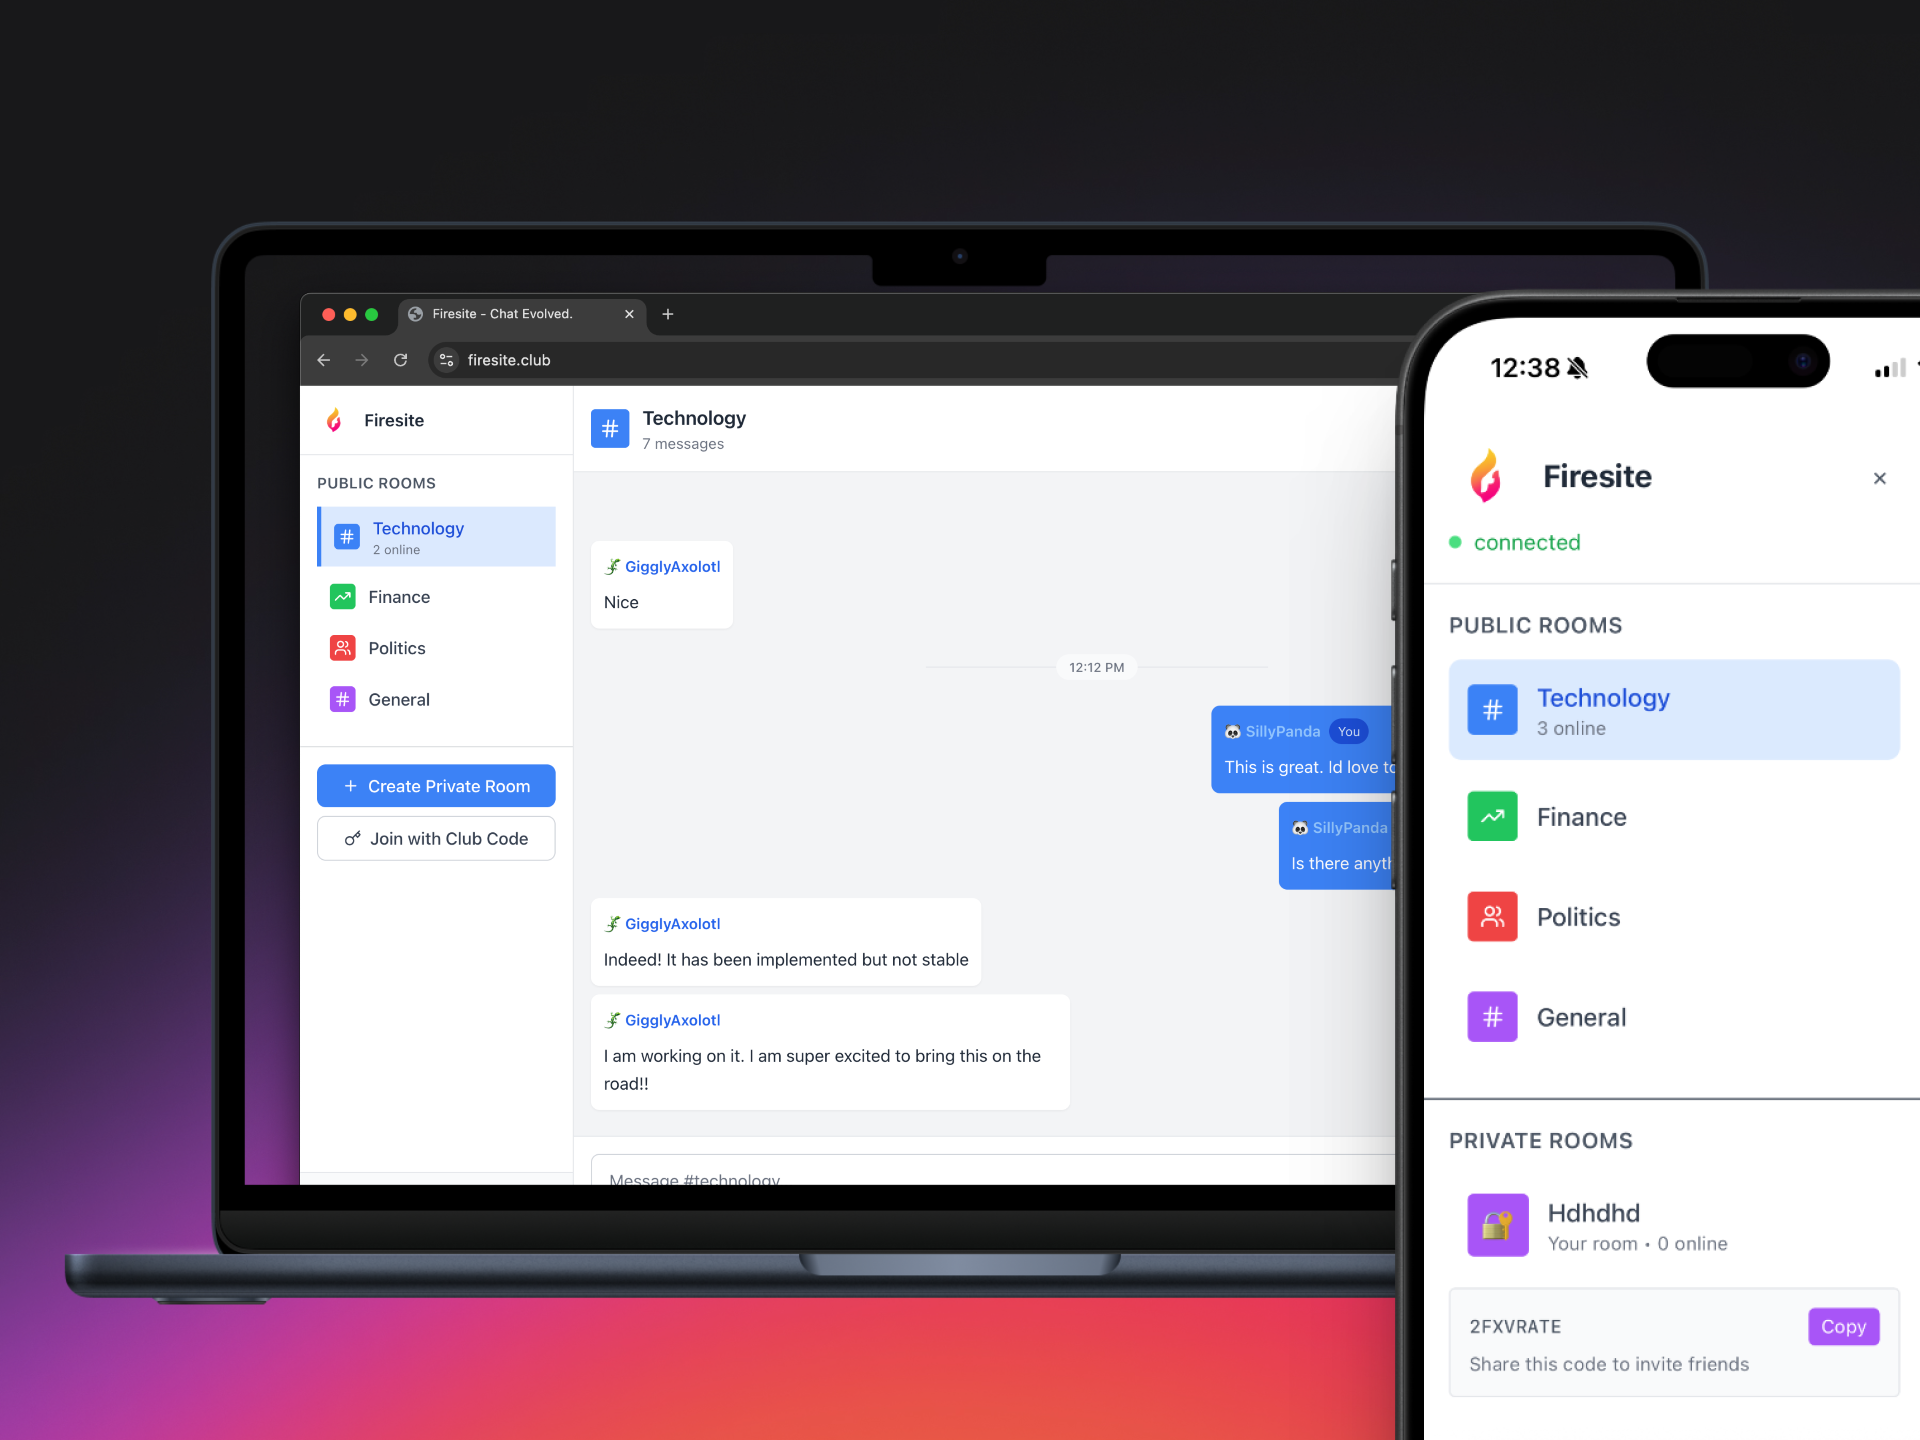 Firesite - Chat Evolved.
firesite.club
Firesite
PUBLIC ROOMS
Technology
2 online
Finance
Politics
General
Create Private Room
Join with Club Code
Technology
7 messages
GigglyAxolotl
Nice
12:12 PM
SillyPanda You
This is great. Id love to
SillyPanda
Is there anyth
GigglyAxolotl
Indeed! It has been implemented but not stable
GigglyAxolotl
I am working on it. I am super excited to bring this on the
road!!
Message #technology
12:38
Firesite
connected
PUBLIC ROOMS
Technology
3 online
Finance
Politics
General
PRIVATE ROOMS
Hdhdhd
Your room • 0 online
2FXVRATE
Copy
Share this code to invite friends